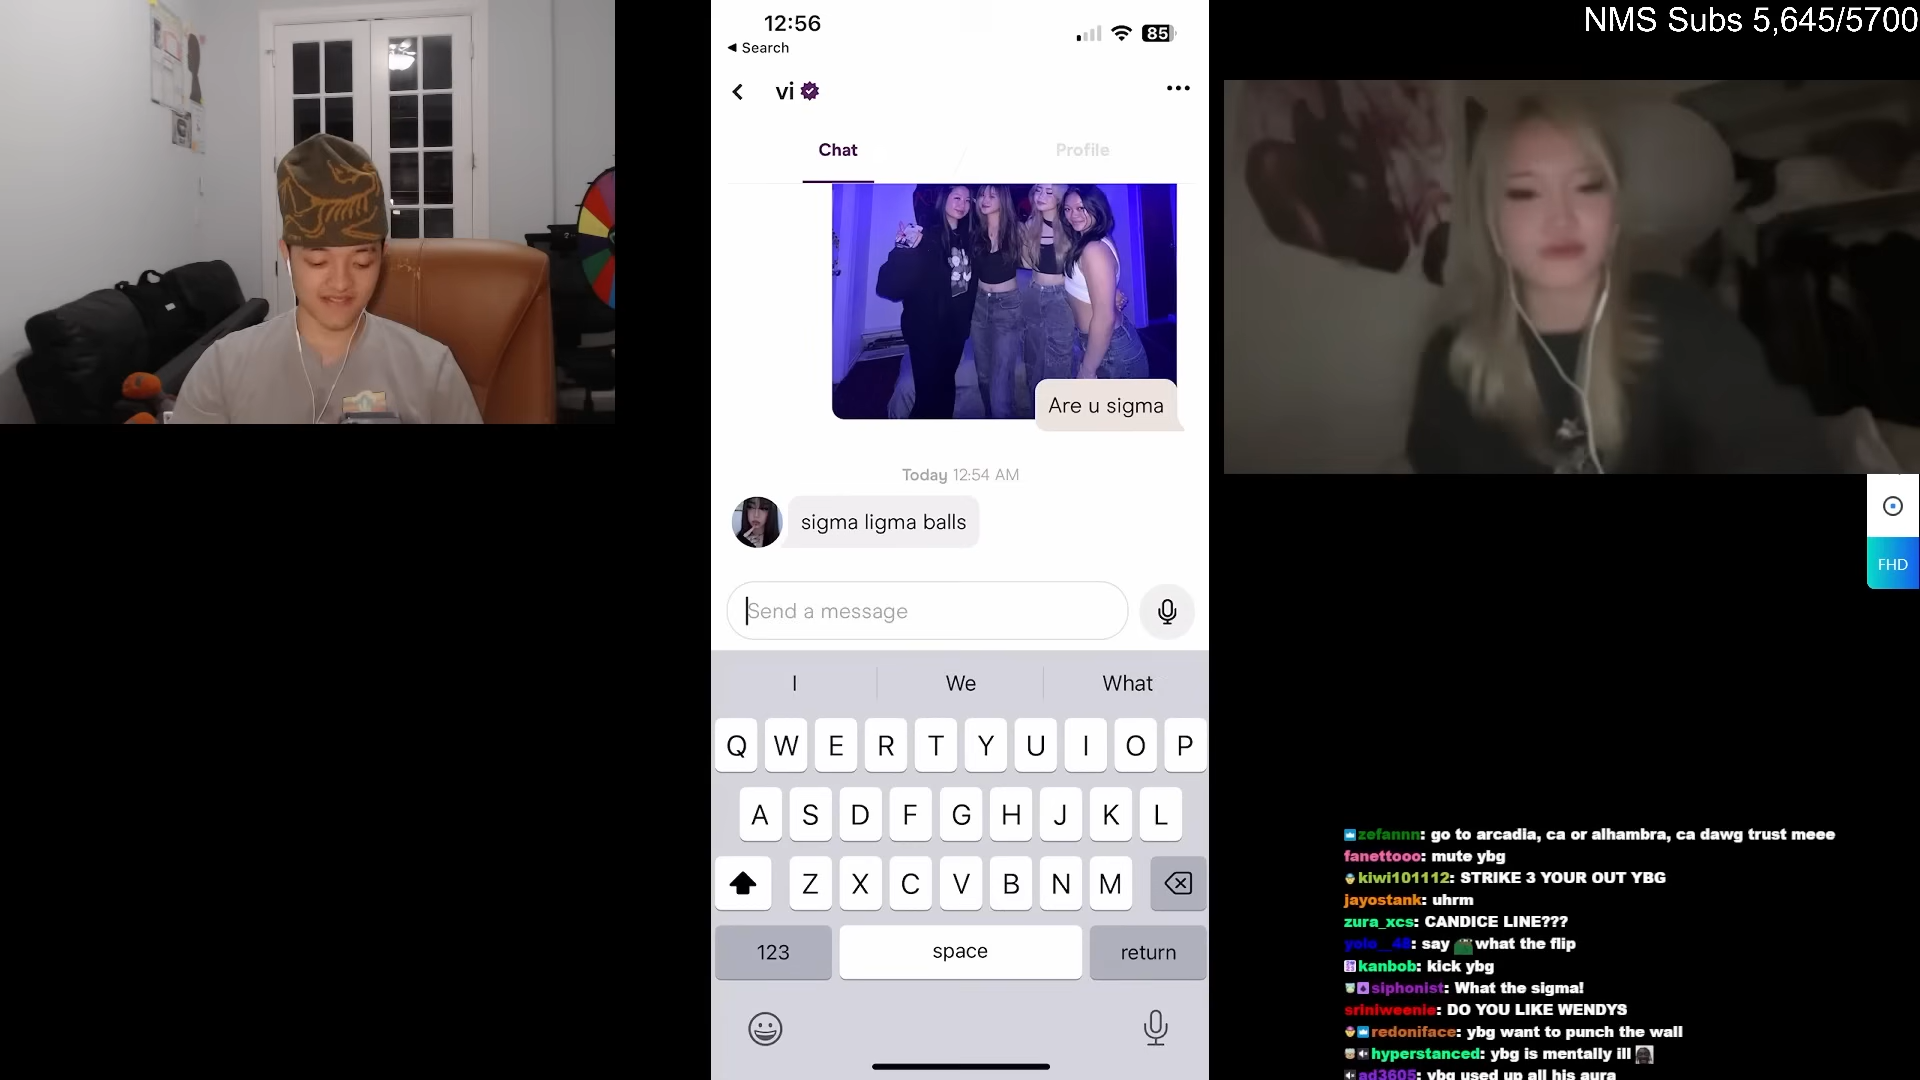 NMS Subs 5,645/5700
12:56
85
Search
vi
Chat
Profile
Are u sigma
Today 12:54 AM
sigma ligma balls
Send a message
I
We
What
Q W E R T Y U I O P
A S D F G H J K L
Z X C V B N M
123
space
return
FHD
zefannn: go to arcadia, ca or alhambra, ca dawg trust meee
fanettooo: mute ybg
kiwi101112: STRIKE 3 YOUR OUT YBG
jayostank: uhrm
zura_xcs: CANDICE LINE???
yolo__48: say what the flip
kanbob: kick ybg
siphonist: What the sigma!
sriniweenie: DO YOU LIKE WENDYS
redoniface: ybg want to punch the wall
hyperstanced: ybg is mentally ill
ad3605: ybg used up all his aura